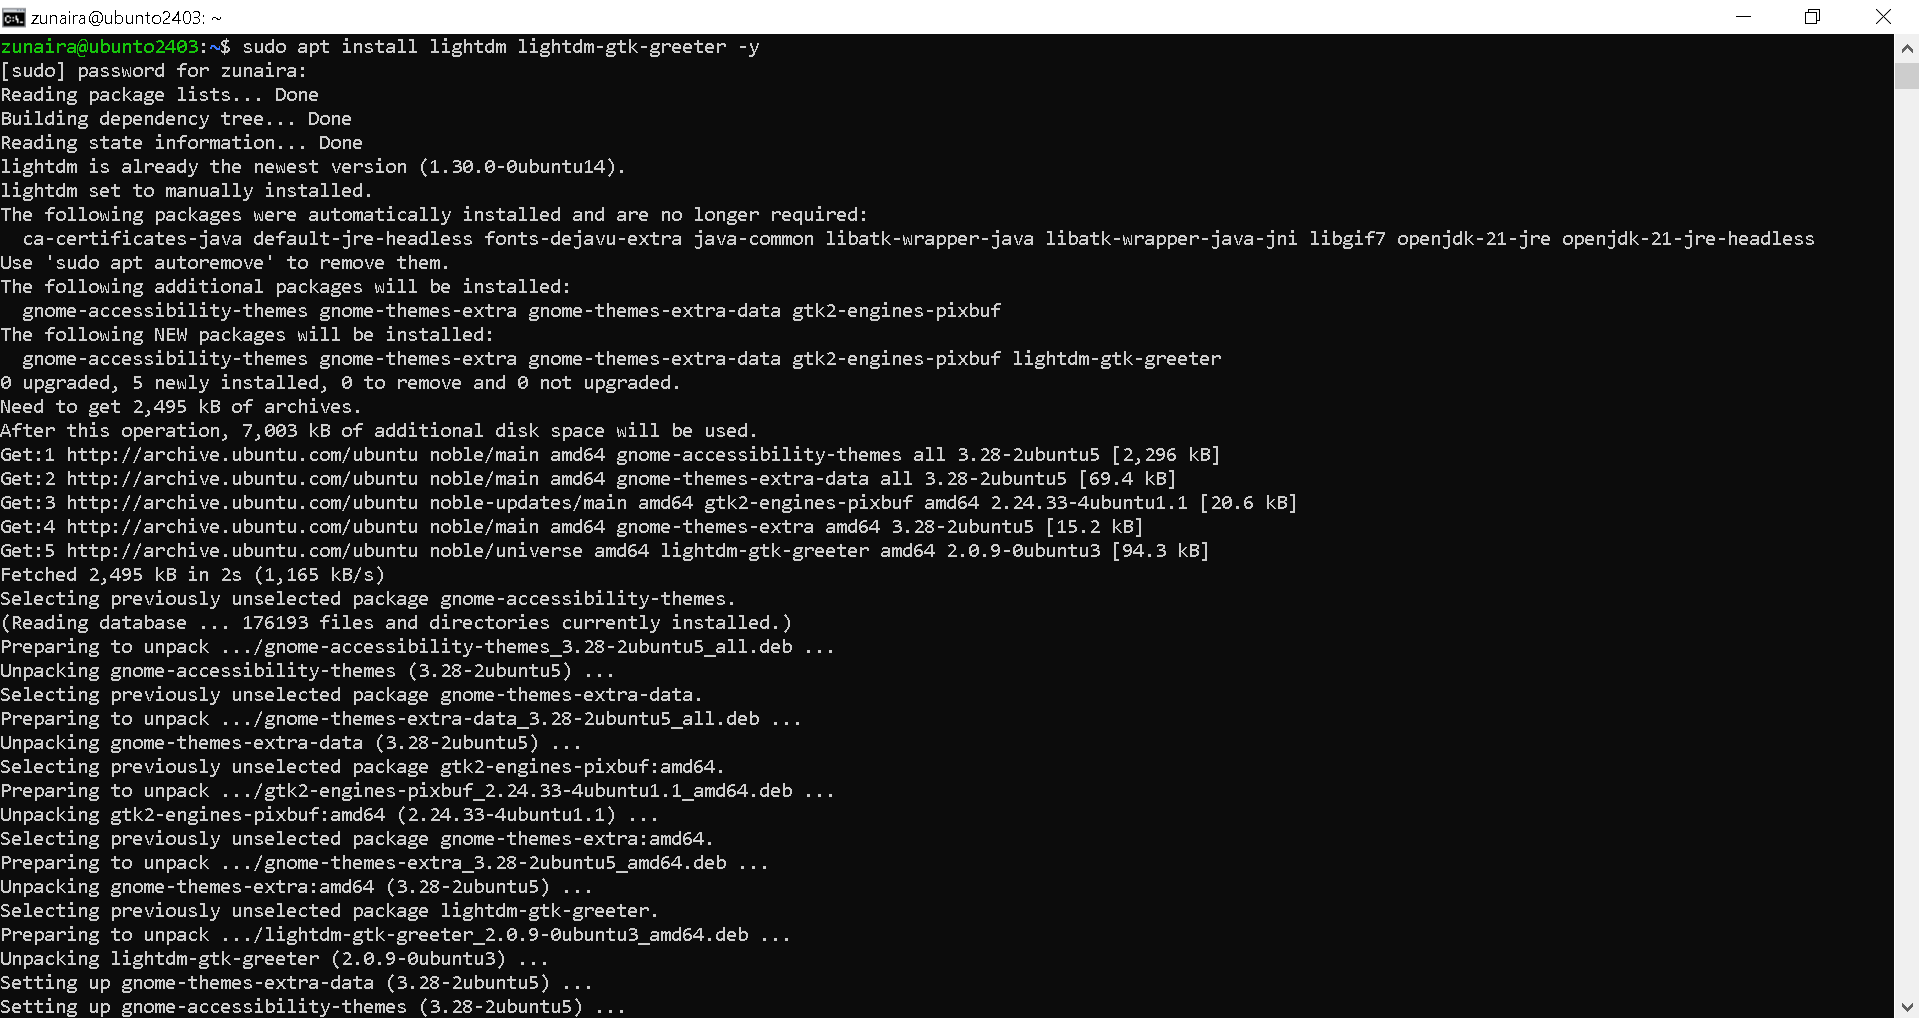 zunaira@ubunto2403: ~
zunaira@ubunto2403:~$ sudo apt install lightdm lightdm-gtk-greeter -y
[sudo] password for zunaira:
Reading package lists... Done
Building dependency tree... Done
Reading state information... Done
lightdm is already the newest version (1.30.0-0ubuntu14).
lightdm set to manually installed.
The following packages were automatically installed and are no longer required:
  ca-certificates-java default-jre-headless fonts-dejavu-extra java-common libatk-wrapper-java libatk-wrapper-java-jni libgif7 openjdk-21-jre openjdk-21-jre-headless
Use 'sudo apt autoremove' to remove them.
The following additional packages will be installed:
  gnome-accessibility-themes gnome-themes-extra gnome-themes-extra-data gtk2-engines-pixbuf
The following NEW packages will be installed:
  gnome-accessibility-themes gnome-themes-extra gnome-themes-extra-data gtk2-engines-pixbuf lightdm-gtk-greeter
0 upgraded, 5 newly installed, 0 to remove and 0 not upgraded.
Need to get 2,495 kB of archives.
After this operation, 7,003 kB of additional disk space will be used.
Get:1 http://archive.ubuntu.com/ubuntu noble/main amd64 gnome-accessibility-themes all 3.28-2ubuntu5 [2,296 kB]
Get:2 http://archive.ubuntu.com/ubuntu noble/main amd64 gnome-themes-extra-data all 3.28-2ubuntu5 [69.4 kB]
Get:3 http://archive.ubuntu.com/ubuntu noble-updates/main amd64 gtk2-engines-pixbuf amd64 2.24.33-4ubuntu1.1 [20.6 kB]
Get:4 http://archive.ubuntu.com/ubuntu noble/main amd64 gnome-themes-extra amd64 3.28-2ubuntu5 [15.2 kB]
Get:5 http://archive.ubuntu.com/ubuntu noble/universe amd64 lightdm-gtk-greeter amd64 2.0.9-0ubuntu3 [94.3 kB]
Fetched 2,495 kB in 2s (1,165 kB/s)
Selecting previously unselected package gnome-accessibility-themes.
(Reading database ... 176193 files and directories currently installed.)
Preparing to unpack .../gnome-accessibility-themes_3.28-2ubuntu5_all.deb ...
Unpacking gnome-accessibility-themes (3.28-2ubuntu5) ...
Selecting previously unselected package gnome-themes-extra-data.
Preparing to unpack .../gnome-themes-extra-data_3.28-2ubuntu5_all.deb ...
Unpacking gnome-themes-extra-data (3.28-2ubuntu5) ...
Selecting previously unselected package gtk2-engines-pixbuf:amd64.
Preparing to unpack .../gtk2-engines-pixbuf_2.24.33-4ubuntu1.1_amd64.deb ...
Unpacking gtk2-engines-pixbuf:amd64 (2.24.33-4ubuntu1.1) ...
Selecting previously unselected package gnome-themes-extra:amd64.
Preparing to unpack .../gnome-themes-extra_3.28-2ubuntu5_amd64.deb ...
Unpacking gnome-themes-extra:amd64 (3.28-2ubuntu5) ...
Selecting previously unselected package lightdm-gtk-greeter.
Preparing to unpack .../lightdm-gtk-greeter_2.0.9-0ubuntu3_amd64.deb ...
Unpacking lightdm-gtk-greeter (2.0.9-0ubuntu3) ...
Setting up gnome-themes-extra-data (3.28-2ubuntu5) ...
Setting up gnome-accessibility-themes (3.28-2ubuntu5) ...